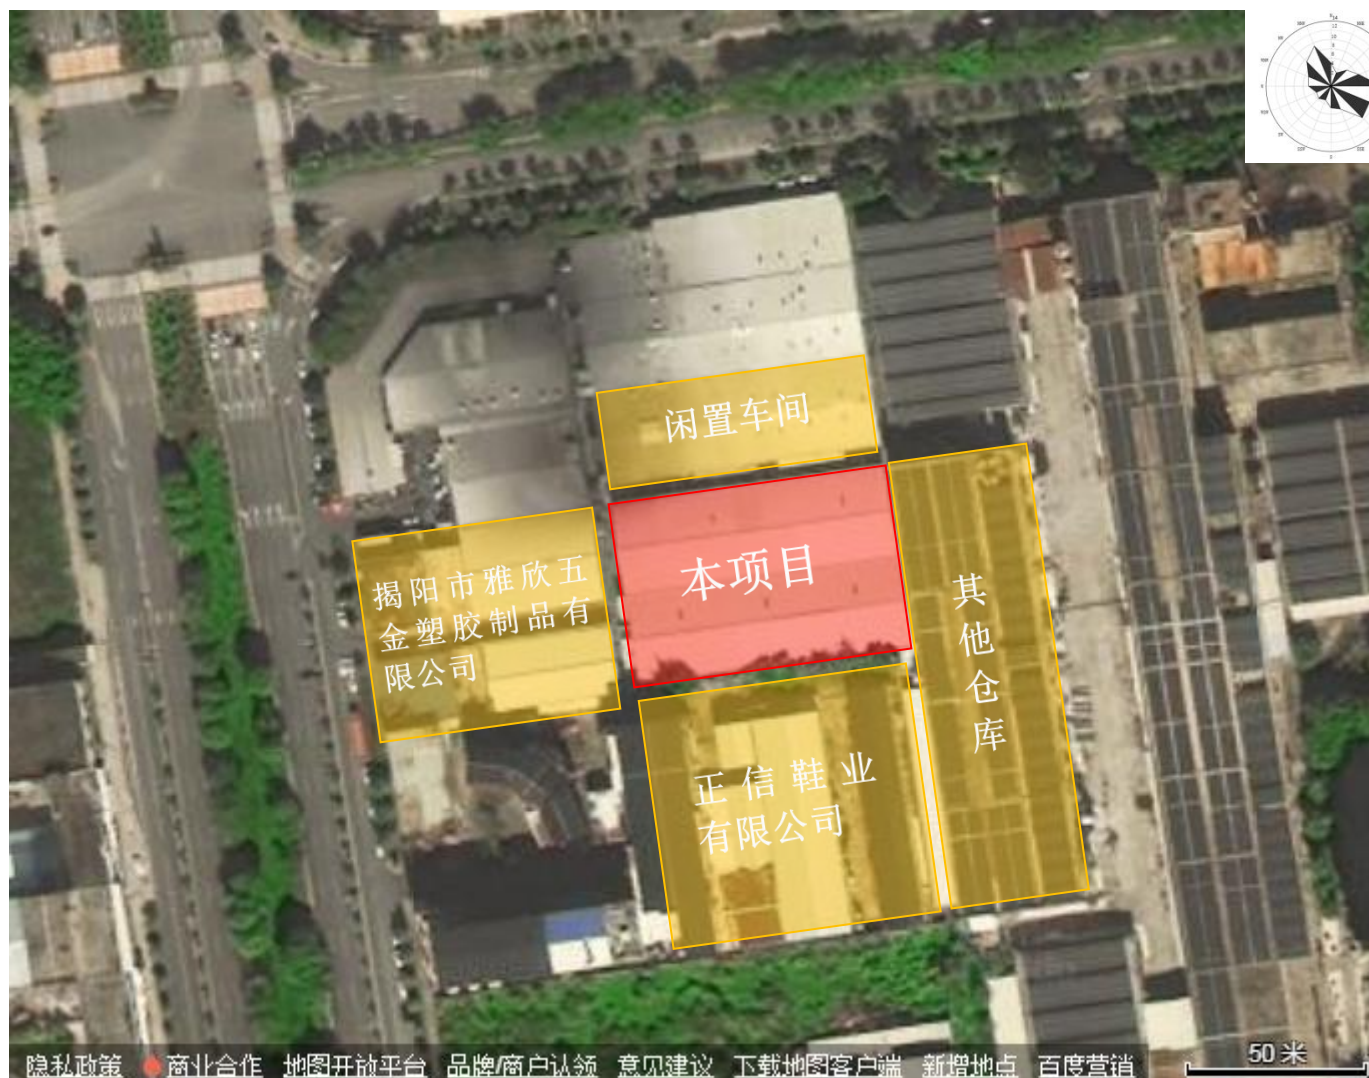 闲置车间
本项目
揭阳市雅欣五
金塑胶制品有
限公司
其他仓库
正信鞋业
有限公司
隐私政策 商业合作 地图开放平台 品牌/商户认领 意见建议 下载地图客户端 新增地点 百度营销
50 米